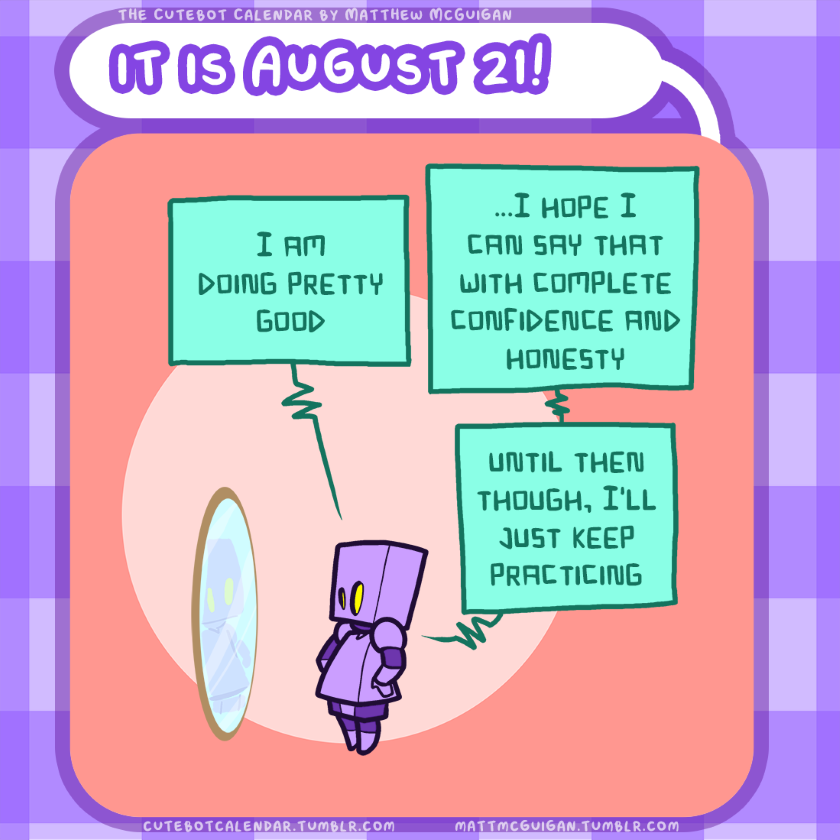 THE CUTEBOT CALENDAR BY MATTHEW MCGUIGAN
IT IS AUGUST 21!
I AM
DOING PRETTY
GOOD
...I HOPE I
CAN SAY THAT
WITH COMPLETE
CONFIDENCE AND
HONESTY
UNTIL THEN
THOUGH, I'LL
JUST KEEP
PRACTICING
CUTEBOTCALENDAR.TUMBLR.COM
MATTMCGUIGAN.TUMBLR.COM